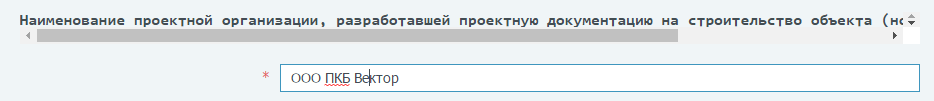 Наименование проектной организации, разработавшей проектную документацию на строительство объекта
* ООО ПКБ Вектор